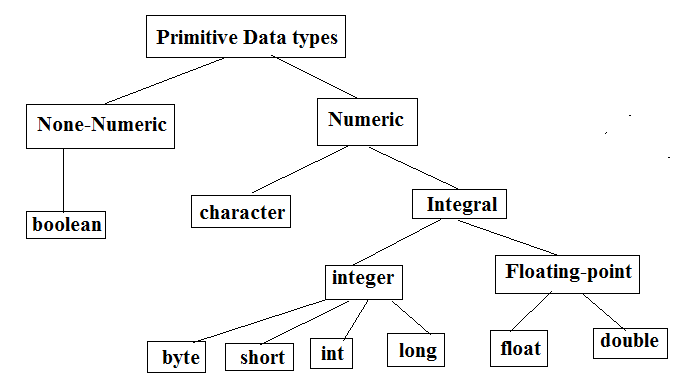 Primitive Data types
None-Numeric
Numeric
boolean
character
Integral
integer
Floating-point
byte
short
int
long
float
double